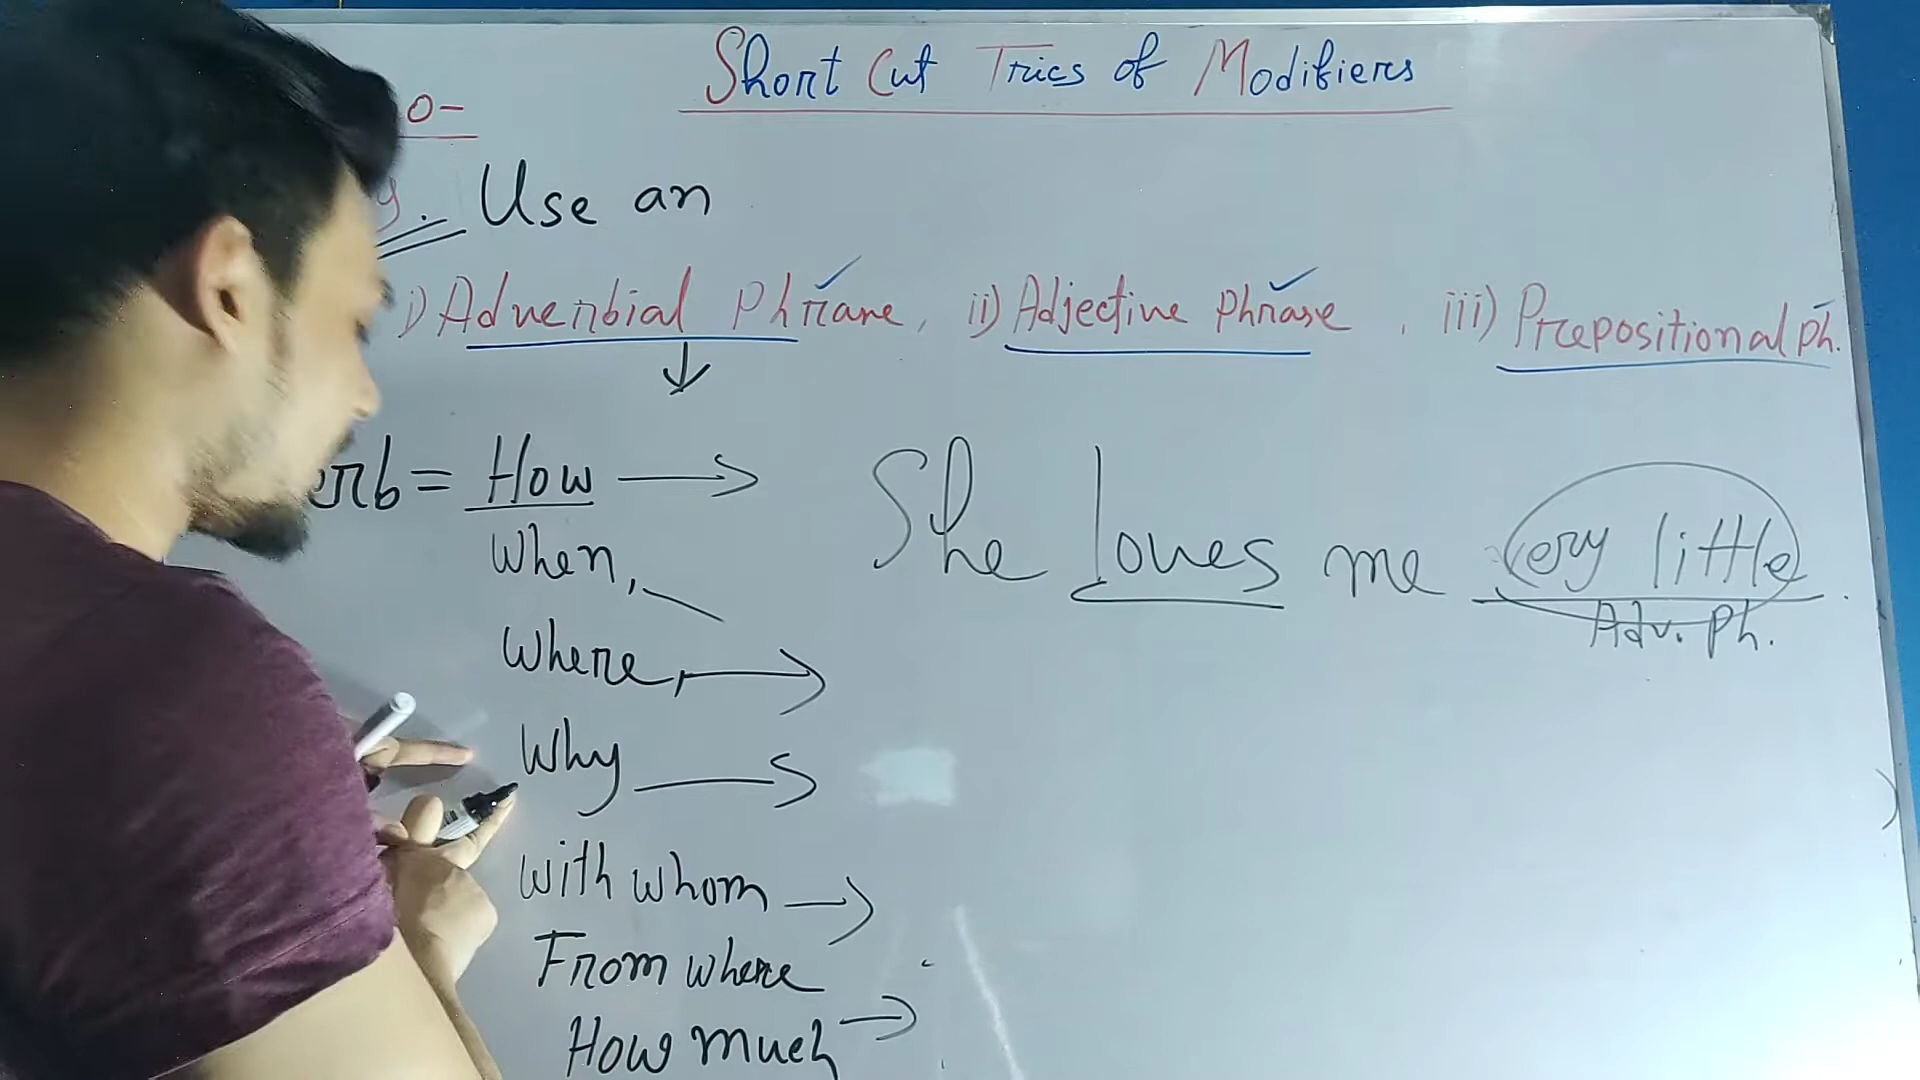 Short Cut Trics of Modifiers
Use an
i) Adverbial Phrase, ii) Adjective Phrase, iii) Prepositional Ph.
How → She loves me very little.
Adv. Ph.
When,
Where, →
Why →
with whom →
From where
How much →